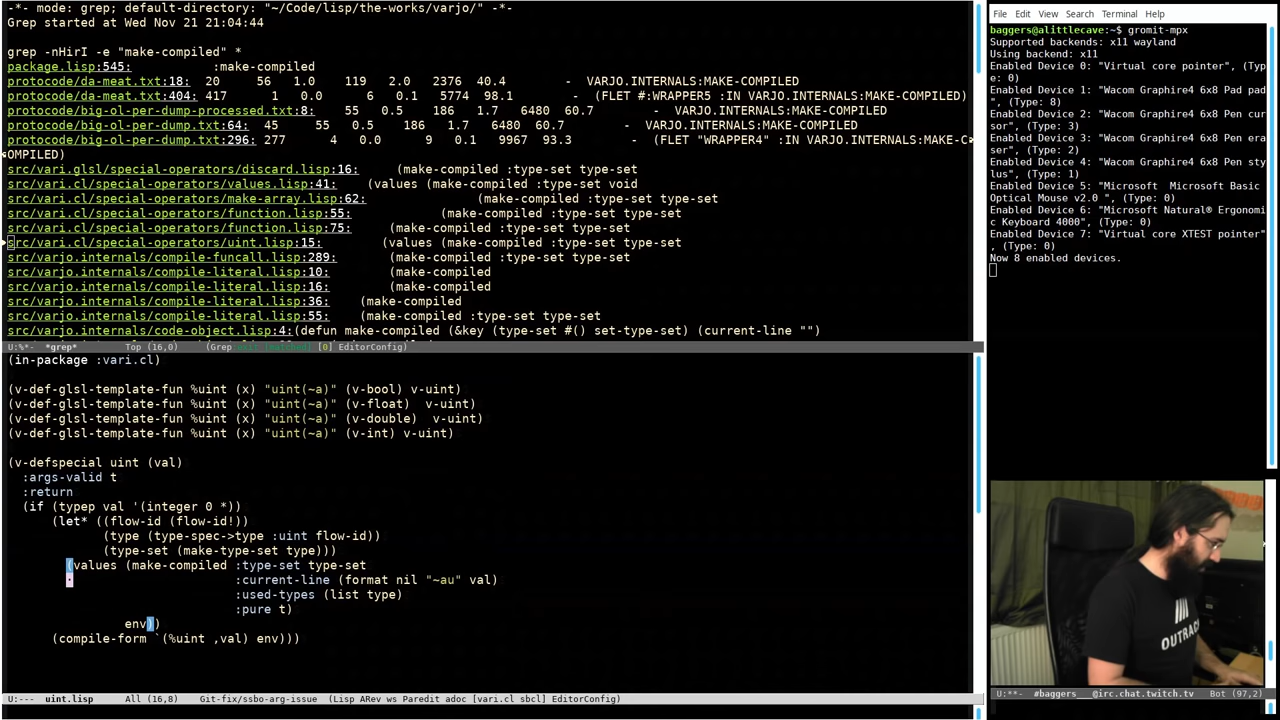 -*- mode: grep; default-directory: "~/Code/lisp/the-works/varjo/" -*-
Grep started at Wed Nov 21 21:04:44
grep -nHirI -e "make-compiled" *
package.lisp:545:           :make-compiled
protocode/da-meat.txt:18:  20     56   1.0    119   2.0    2376   40.4          -  VARJO.INTERNALS:MAKE-COMPILED
protocode/da-meat.txt:404: 417      1   0.0      6   0.1    5774   98.1          -  (FLET #:WRAPPER5 :IN VARJO.INTERNALS:MAKE-COMPILED)
protocode/big-ol-per-dump-processed.txt:8:   55   0.5    186   1.7    6480   60.7          -  VARJO.INTERNALS:MAKE-COMPILED
protocode/big-ol-per-dump.txt:64:  45     55   0.5    186   1.7    6480   60.7          -  VARJO.INTERNALS:MAKE-COMPILED
protocode/big-ol-per-dump.txt:296: 277      4   0.0      9   0.1    9967   93.3          -  (FLET "WRAPPER4" :IN VARJO.INTERNALS:MAKE-C
OMPILED)
src/vari.glsl/special-operators/discard.lisp:16:     (make-compiled :type-set type-set
src/vari.cl/special-operators/values.lisp:41:  (values (make-compiled :type-set void
src/vari.cl/special-operators/make-array.lisp:62:               (make-compiled :type-set type-set
src/vari.cl/special-operators/function.lisp:55:            (make-compiled :type-set type-set
src/vari.cl/special-operators/function.lisp:75:     (make-compiled :type-set type-set
src/vari.cl/special-operators/uint.lisp:15:        (values (make-compiled :type-set type-set
src/varjo.internals/compile-funcall.lisp:289:       (make-compiled :type-set type-set
src/varjo.internals/compile-literal.lisp:10:        (make-compiled
src/varjo.internals/compile-literal.lisp:16:        (make-compiled
src/varjo.internals/compile-literal.lisp:36:   (make-compiled
src/varjo.internals/compile-literal.lisp:55:   (make-compiled :type-set type-set
src/varjo.internals/code-object.lisp:4:(defun make-compiled (&key (type-set #() set-type-set) (current-line "")
U:%*-  *grep*        Top (16,0)    (Grep [0] EditorConfig)
(in-package :vari.cl)
(v-def-glsl-template-fun %uint (x) "uint(~a)" (v-bool) v-uint)
(v-def-glsl-template-fun %uint (x) "uint(~a)" (v-float)  v-uint)
(v-def-glsl-template-fun %uint (x) "uint(~a)" (v-double)  v-uint)
(v-def-glsl-template-fun %uint (x) "uint(~a)" (v-int) v-uint)
(v-defspecial uint (val)
  :args-valid t
  :return
  (if (typep val '(integer 0 *))
      (let* ((flow-id (flow-id!))
             (type (type-spec->type :uint flow-id))
             (type-set (make-type-set type)))
        (values (make-compiled :type-set type-set
                               :current-line (format nil "~au" val)
                               :used-types (list type)
                               :pure t)
                env))
      (compile-form `(%uint ,val) env)))
U:---  uint.lisp      All (16,8)     Git-fix/ssbo-arg-issue  (Lisp ARev ws Paredit adoc [vari.cl sbcl] EditorConfig)
File Edit View Search Terminal Help
baggers@alittlecave:~$ gromit-mpx
Supported backends: x11 wayland
Using backend: x11
Enabled Device 0: "Virtual core pointer", (Typ
e: 0)
Enabled Device 1: "Wacom Graphire4 6x8 Pad pad
", (Type: 8)
Enabled Device 2: "Wacom Graphire4 6x8 Pen cur
sor", (Type: 3)
Enabled Device 3: "Wacom Graphire4 6x8 Pen era
ser", (Type: 2)
Enabled Device 4: "Wacom Graphire4 6x8 Pen sty
lus", (Type: 1)
Enabled Device 5: "Microsoft  Microsoft Basic
Optical Mouse v2.0 ", (Type: 0)
Enabled Device 6: "Microsoft Natural® Ergonomi
c Keyboard 4000", (Type: 0)
Enabled Device 7: "Virtual core XTEST pointer"
, (Type: 0)
Now 8 enabled devices.
U:**-  #baggers  @irc.chat.twitch.tv   Bot (97,2)